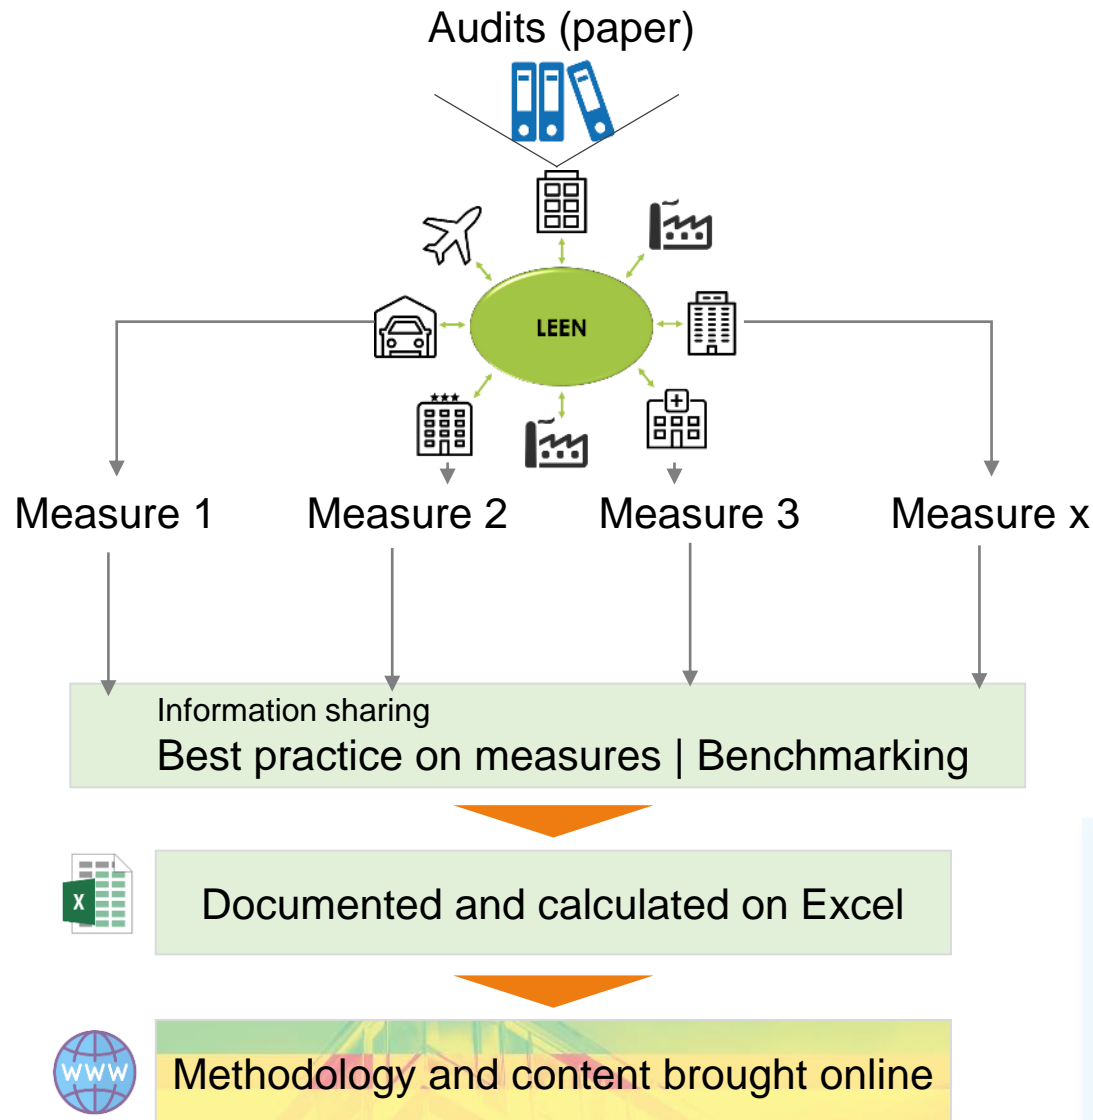 Audits (paper)
LEEN
Measure 1
Measure 2
Measure 3
Measure x
Information sharing
Best practice on measures | Benchmarking
X
Documented and calculated on Excel
www
Methodology and content brought online